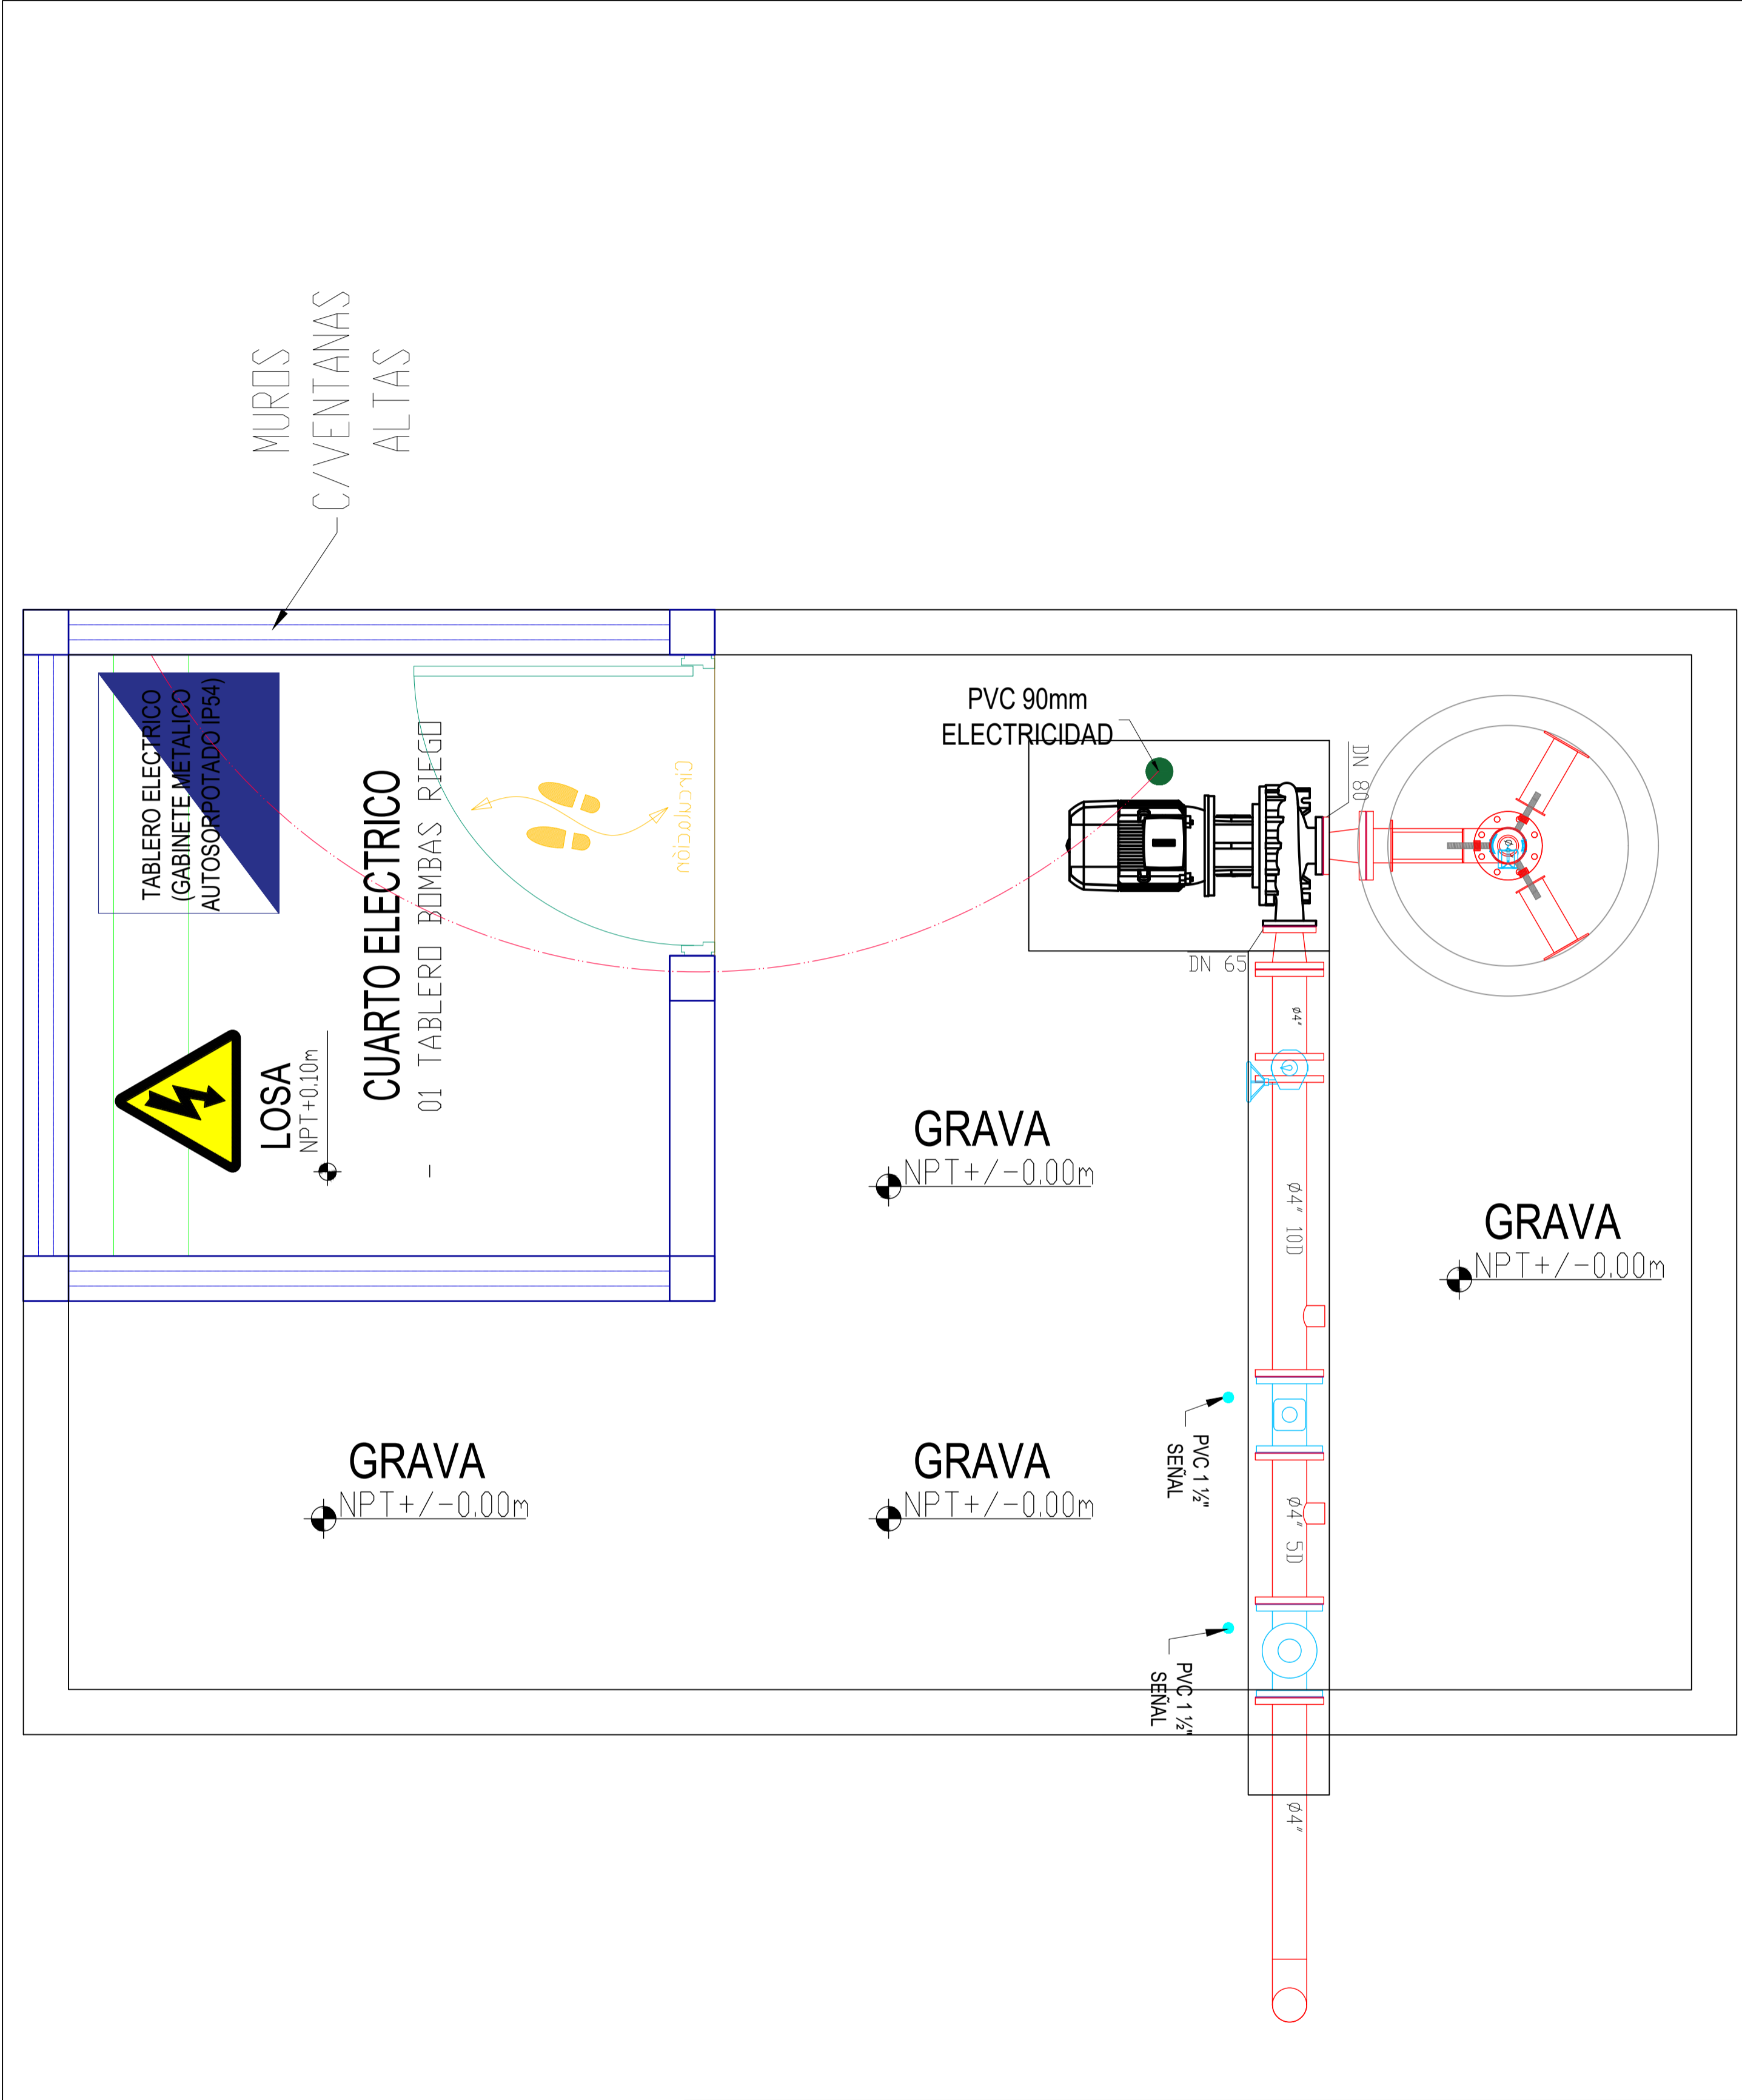 MUROS
C/VENTANAS
ALTAS
TABLERO ELECTRICO
(GABINETE METALICO
AUTOSORPOTADO IP54)
CUARTO ELECTRICO
- 01 TABLERO BOMBAS RIEGO
LOSA
NPT+0.10m
PVC 90mm
ELECTRICIDAD
DN 80
DN 65
Ø4"
GRAVA
NPT+/-0.00m
Ø4" 10D
GRAVA
NPT+/-0.00m
GRAVA
NPT+/-0.00m
GRAVA
NPT+/-0.00m
PVC 1 ½"
SEÑAL
Ø4" 5D
PVC 1 ½"
SEÑAL
Ø4"